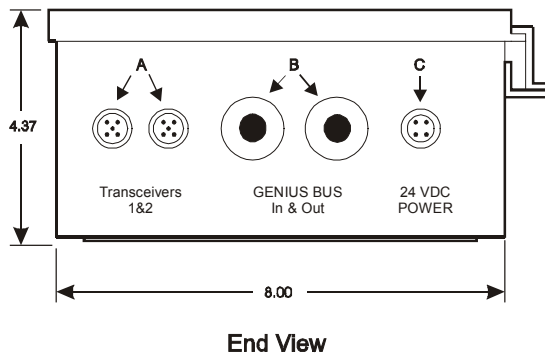 A
B
C
4.37
Transceivers
1&2
GENIUS BUS
In & Out
24 VDC
POWER
8.00
End View